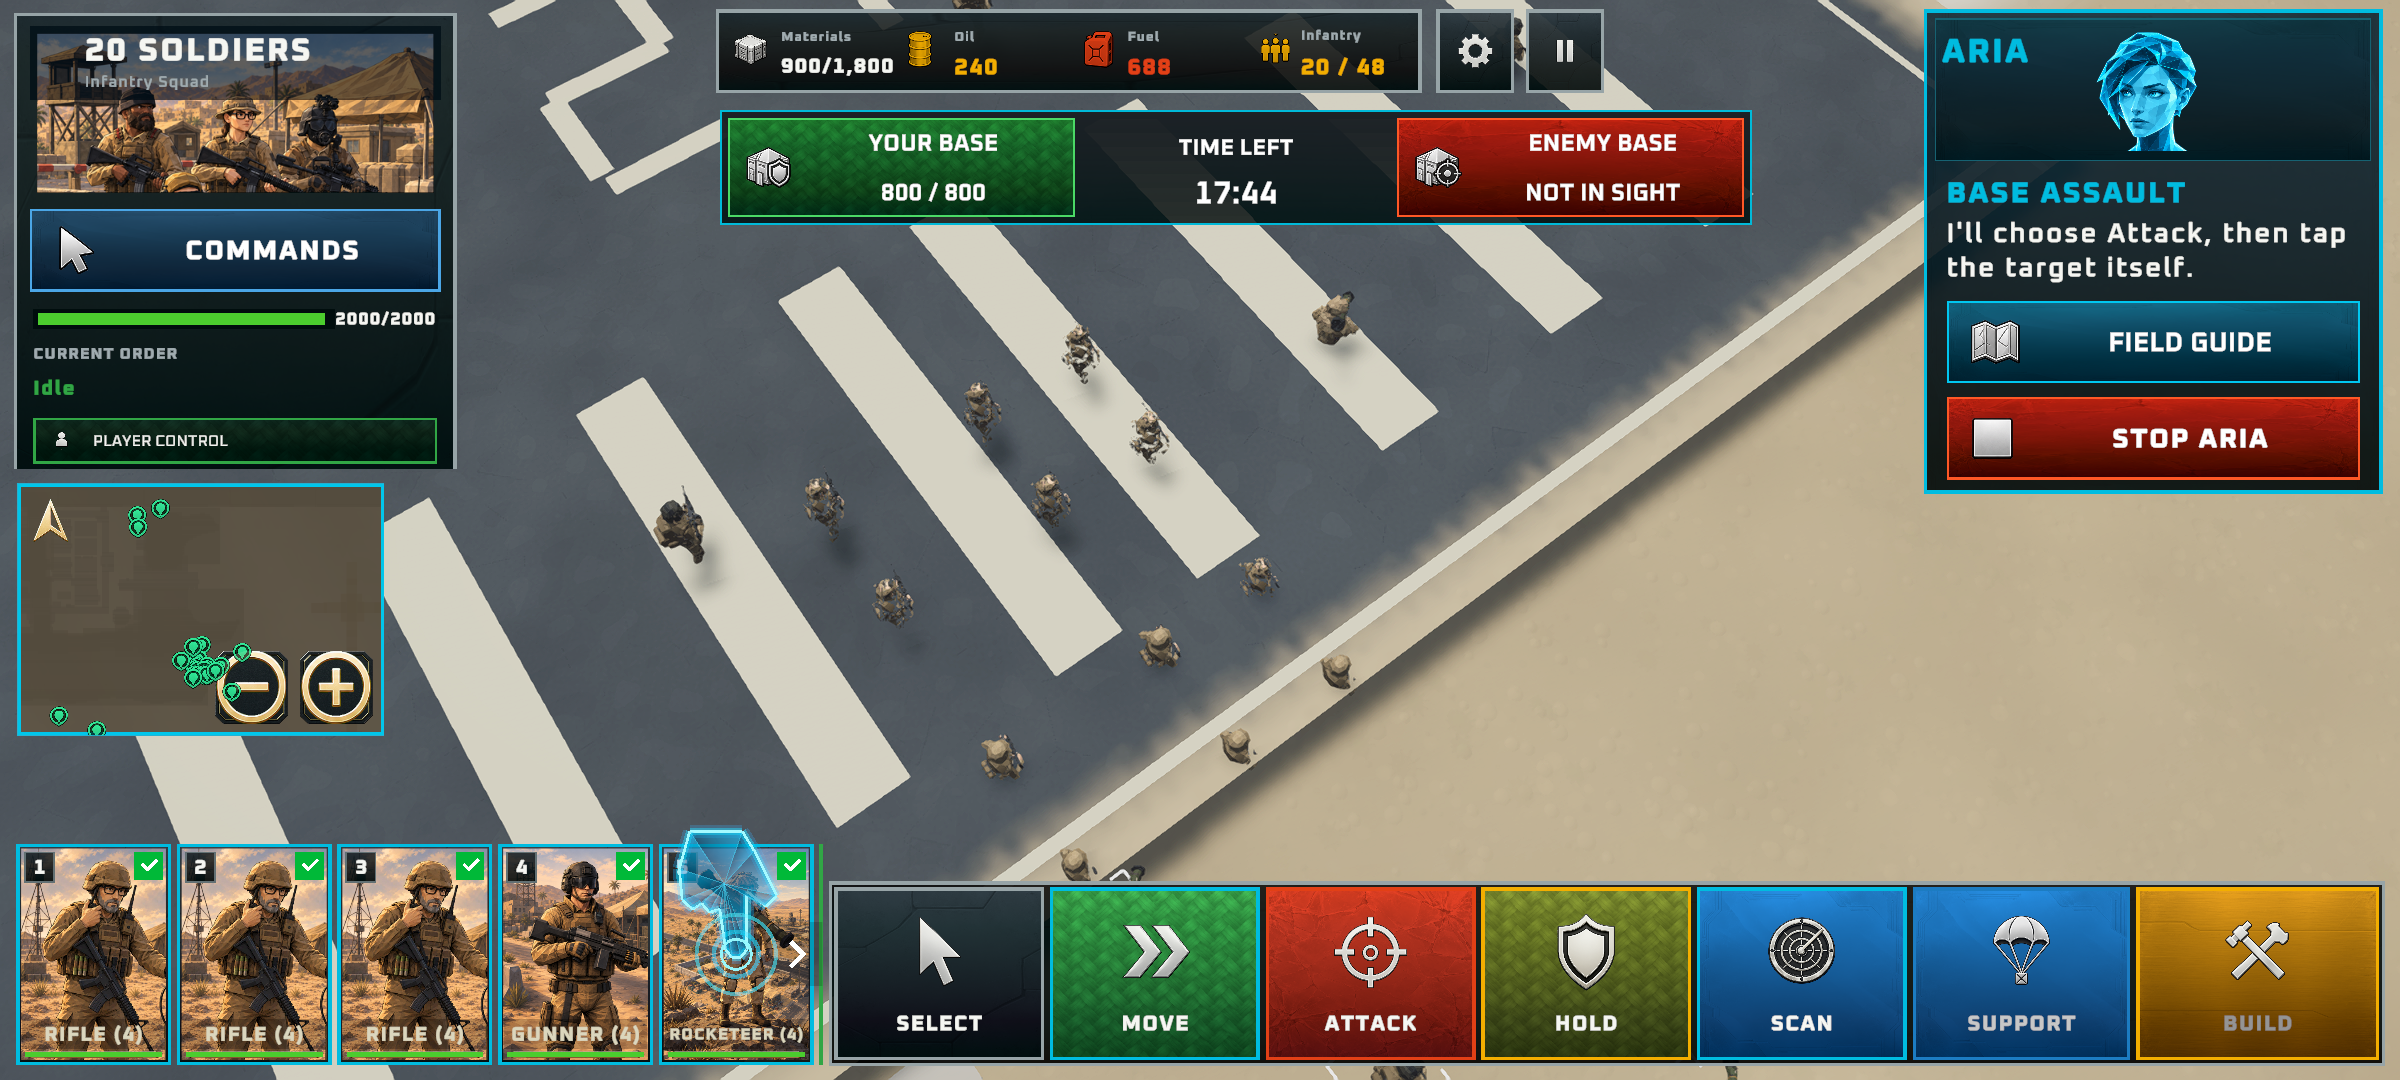 20 SOLDIERS
Infantry Squad
COMMANDS
2000/2000
CURRENT ORDER
Idle
PLAYER CONTROL
Materials
900/1,800
Oil
240
Fuel
688
Infantry
20 / 48
YOUR BASE
800 / 800
TIME LEFT
17:44
ENEMY BASE
NOT IN SIGHT
ARIA
BASE ASSAULT
I'll choose Attack, then tap
the target itself.
FIELD GUIDE
STOP ARIA
1
RIFLE (4)
2
RIFLE (4)
3
RIFLE (4)
4
GUNNER (4)
ROCKETEER (4)
SELECT
MOVE
ATTACK
HOLD
SCAN
SUPPORT
BUILD